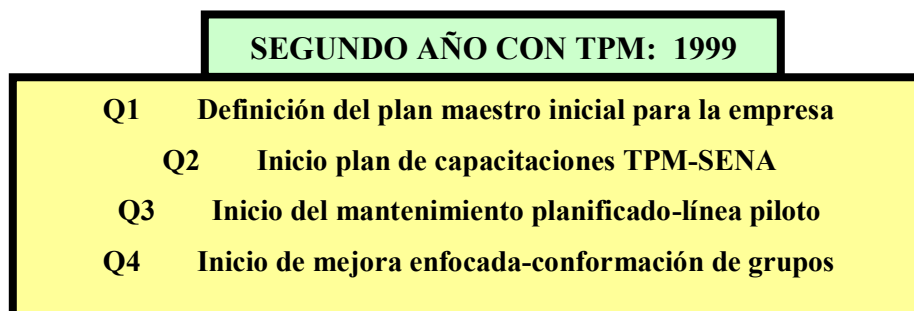 SEGUNDO AÑO CON TPM: 1999
Q1 Definición del plan maestro inicial para la empresa
Q2 Inicio plan de capacitaciones TPM-SENA
Q3 Inicio del mantenimiento planificado-línea piloto
Q4 Inicio de mejora enfocada-conformación de grupos